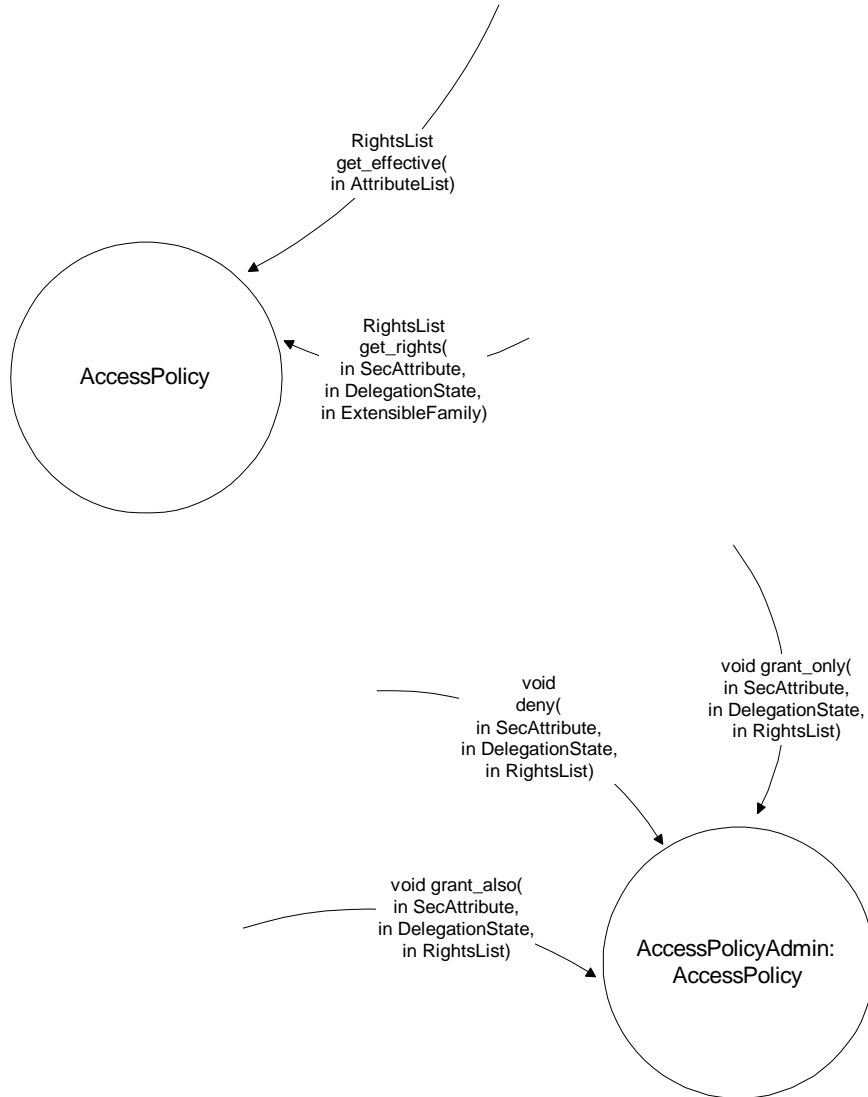 RightsList
get_effective(
in AttributeList)
RightsList
get_rights(
in SecAttribute,
in DelegationState,
in ExtensibleFamily)
AccessPolicy
void grant_only(
in SecAttribute,
in DelegationState,
in RightsList)
void
deny(
in SecAttribute,
in DelegationState,
in RightsList)
void grant_also(
in SecAttribute,
in DelegationState,
in RightsList)
AccessPolicyAdmin:
AccessPolicy